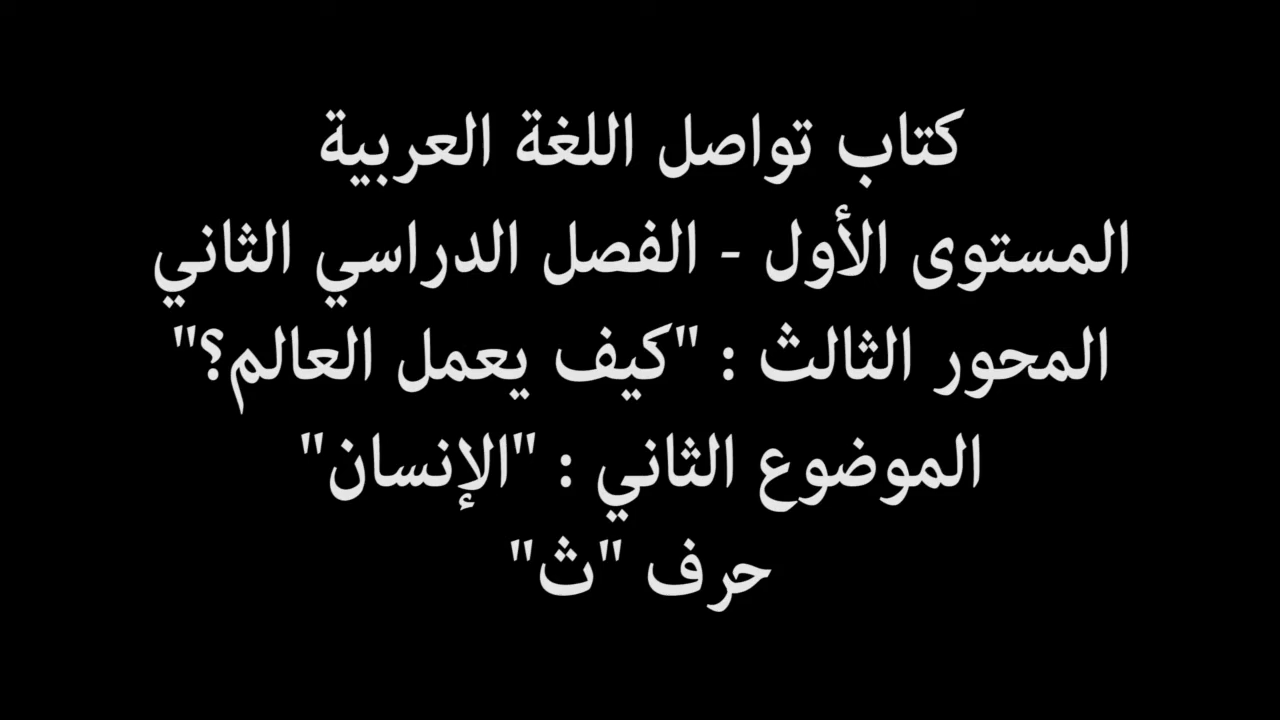 كتاب تواصل اللغة العربية
المستوى الأول - الفصل الدراسي الثاني
المحور الثالث : "كيف يعمل العالم؟"
الموضوع الثاني : "الإنسان"
حرف "ث"